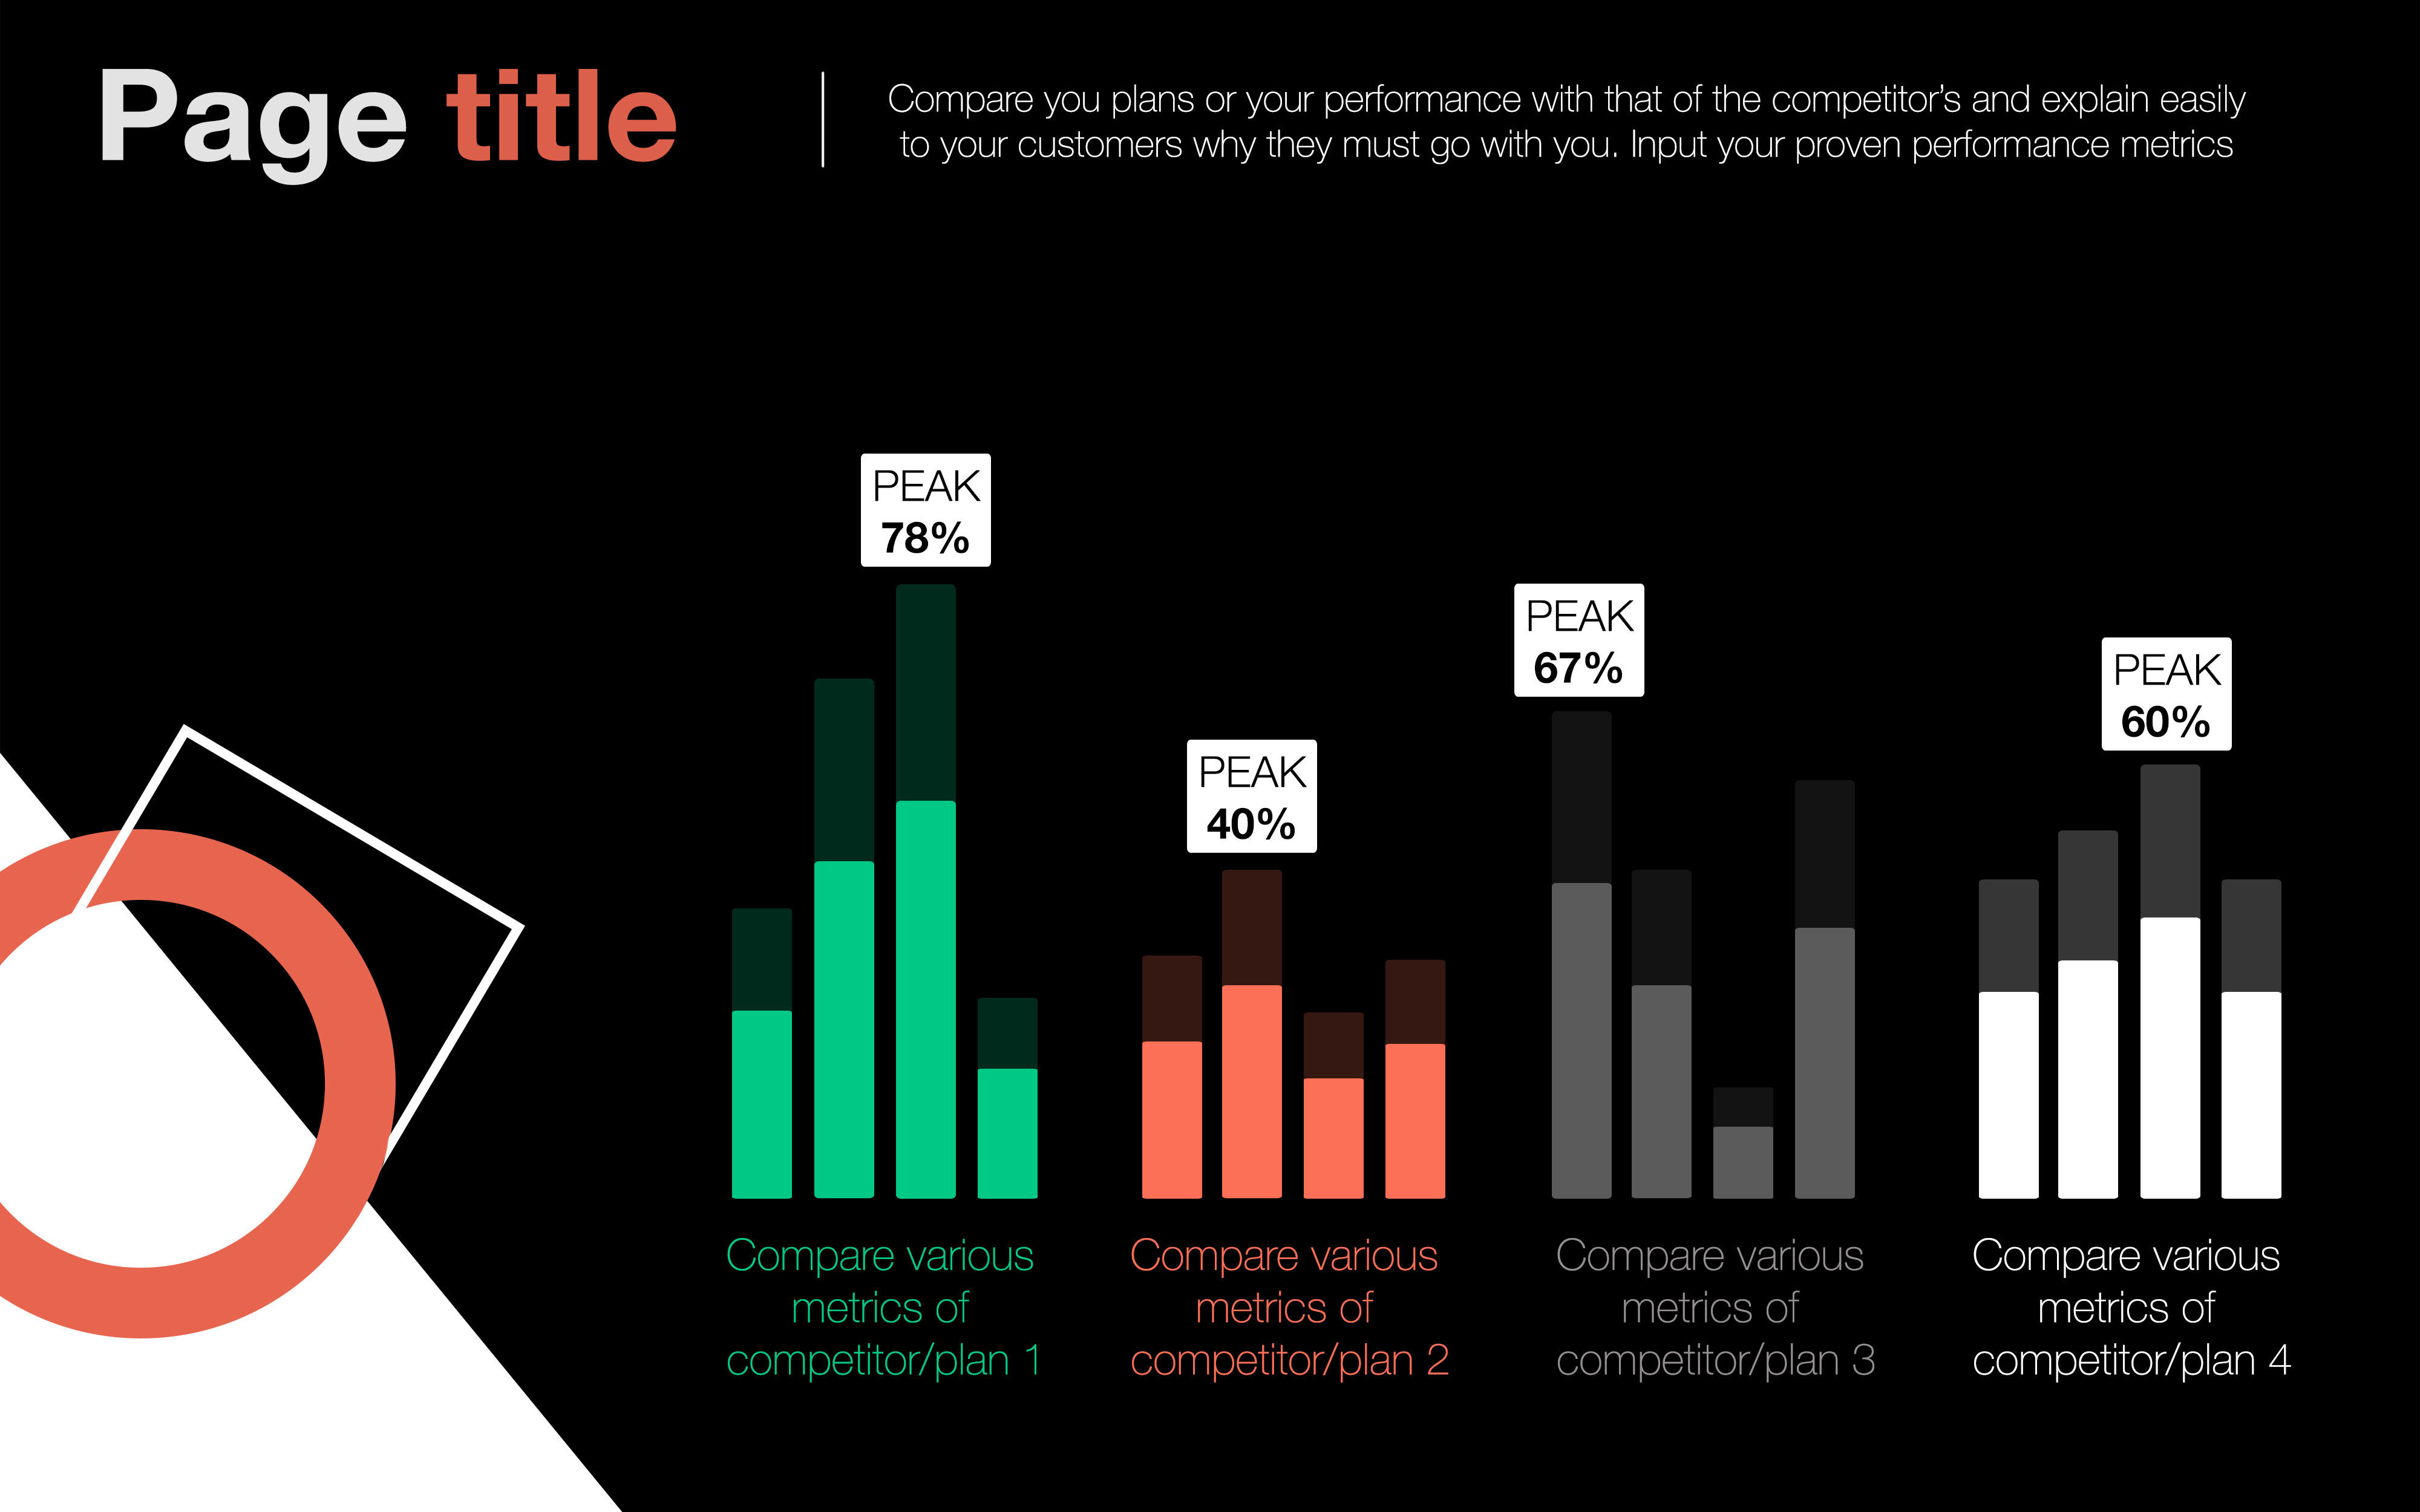 Page title
Compare you plans or your performance with that of the competitor's and explain easily
to your customers why they must go with you. Input your proven performance metrics
PEAK
78%
PEAK
40%
PEAK
67%
PEAK
60%
Compare various
metrics of
competitor/plan 1
Compare various
metrics of
competitor/plan 2
Compare various
metrics of
competitor/plan 3
Compare various
metrics of
competitor/plan 4